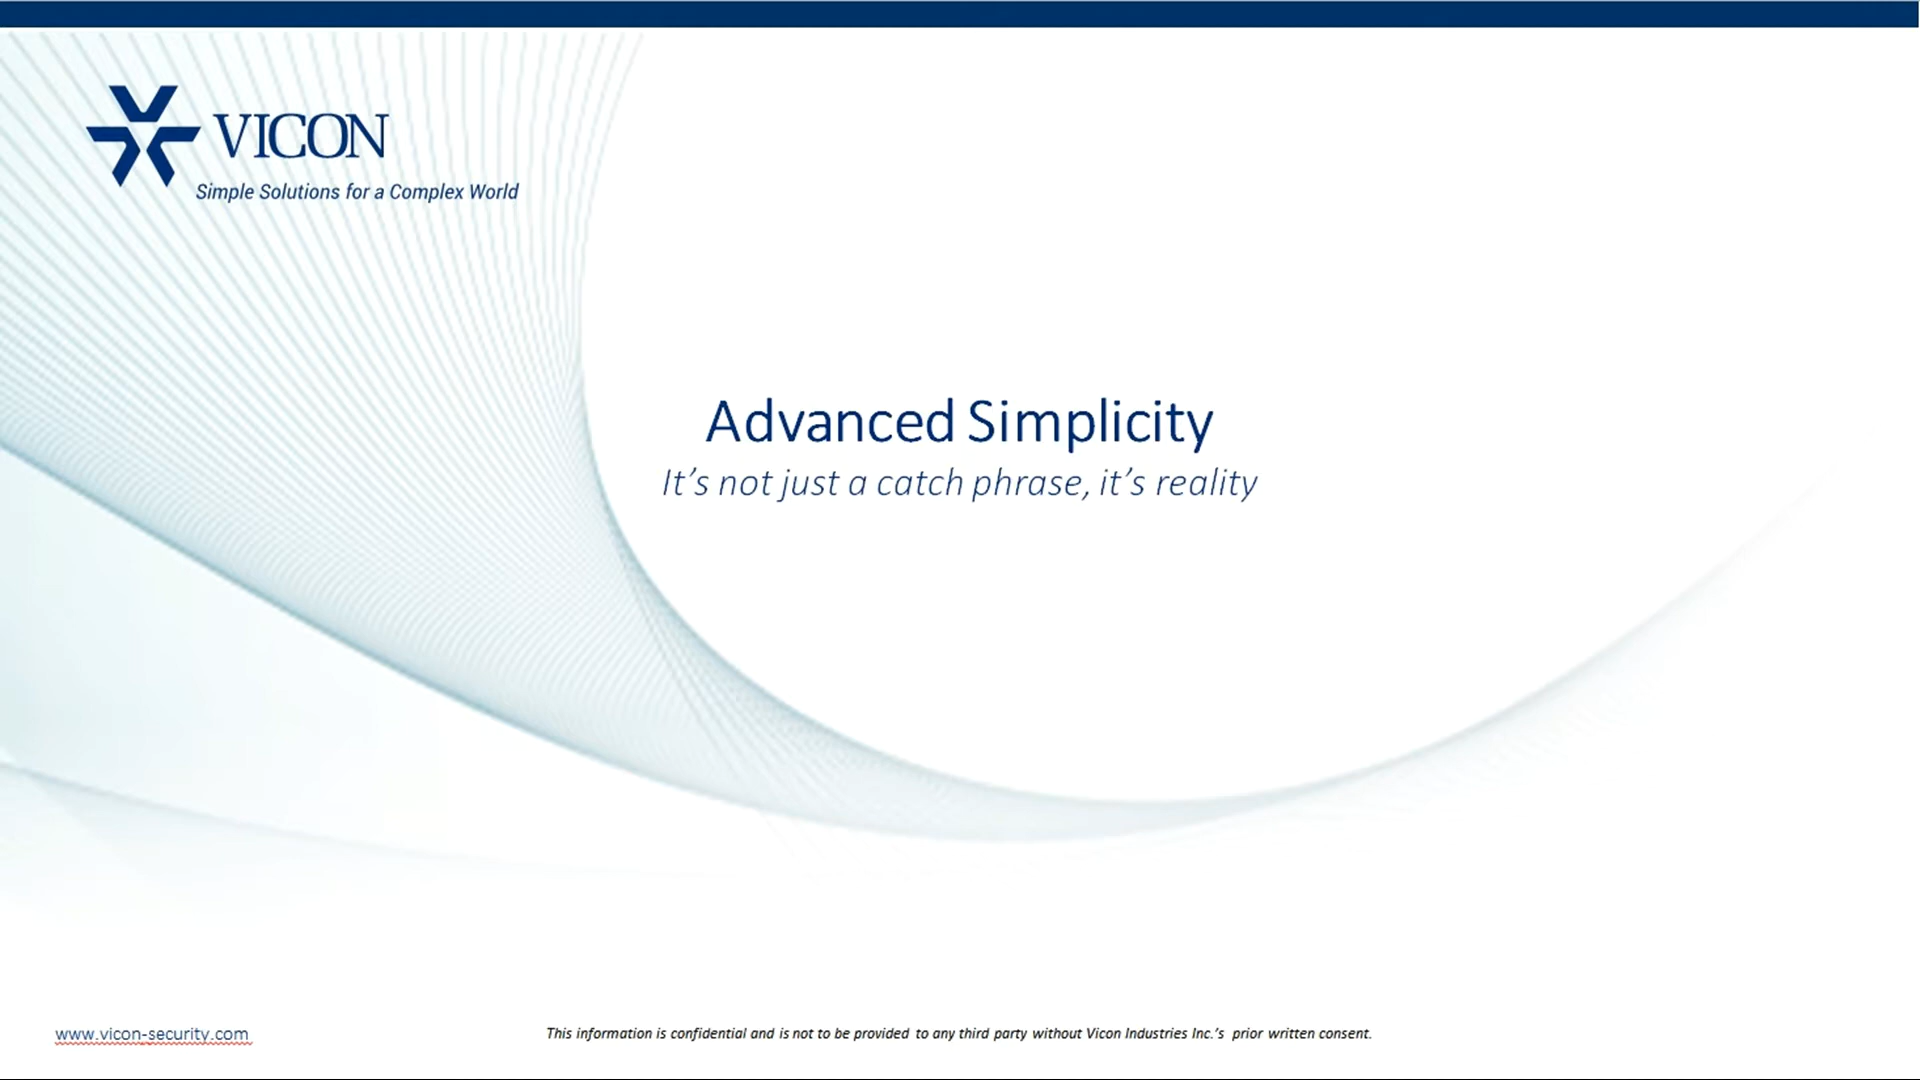 VICON
Simple Solutions for a Complex World
Advanced Simplicity
It’s not just a catch phrase, it’s reality
www.vicon-security.com
This information is confidential and is not to be provided to any third party without Vicon Industries Inc.’s prior written consent.